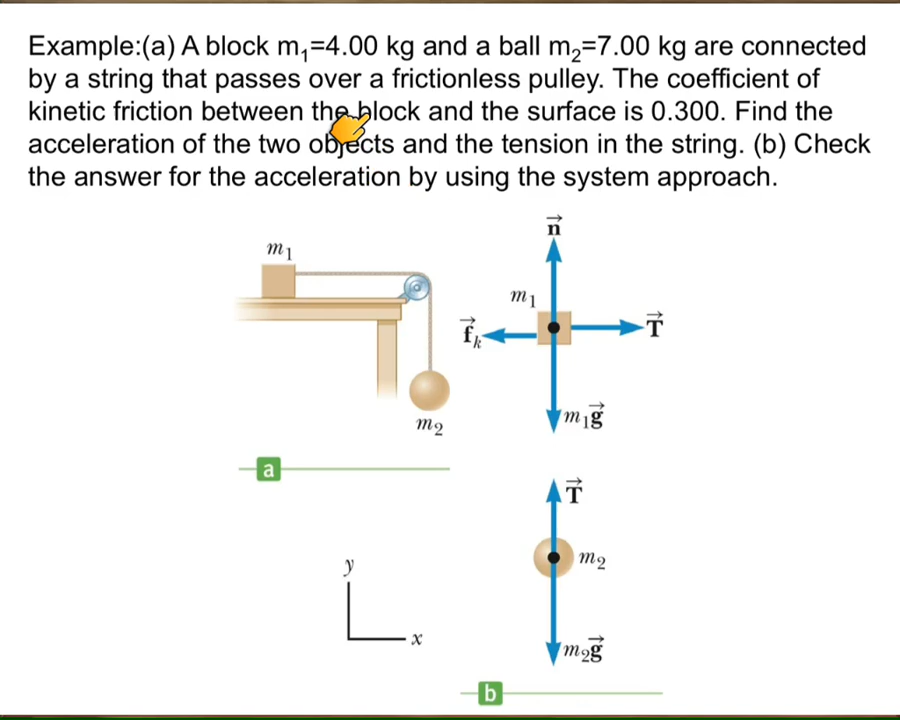 Example:(a) A block m₁=4.00 kg and a ball m₂=7.00 kg are connected
by a string that passes over a frictionless pulley. The coefficient of
kinetic friction between the block and the surface is 0.300. Find the
acceleration of the two objects and the tension in the string. (b) Check
the answer for the acceleration by using the system approach.
n⃗
m₁
m₁
f⃗ₖ
T⃗
m₁g⃗
m₂
a
T⃗
m₂
y
x
m₂g⃗
b